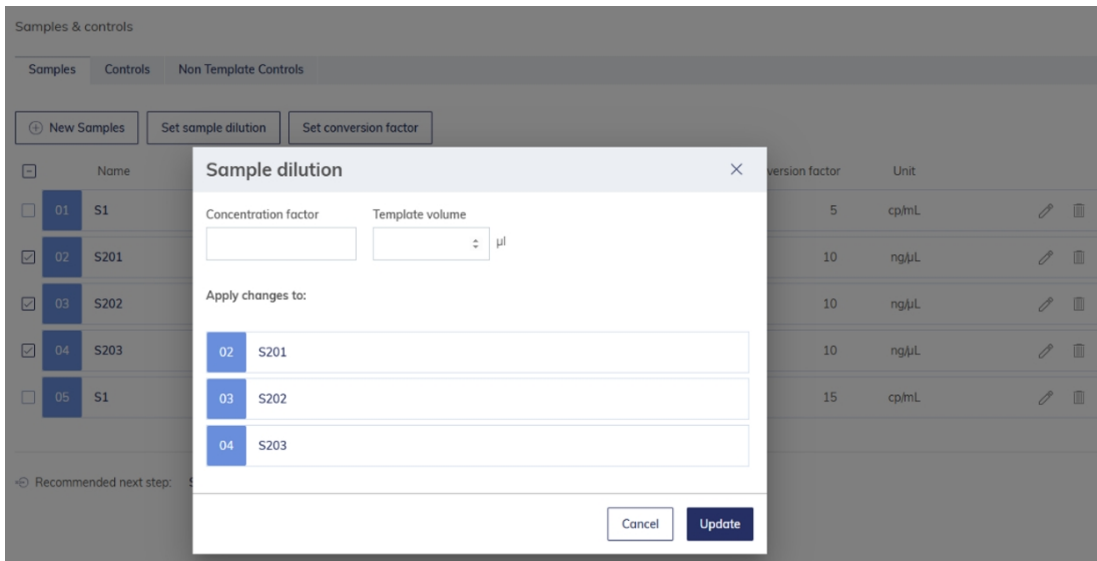 Samples & controls
Samples Controls Non Template Controls
New Samples Set sample dilution Set conversion factor
Name version factor Unit
01 S1 5 cp/mL
02 S201 10 ng/µL
03 S202 10 ng/µL
04 S203 10 ng/µL
05 S1 15 cp/mL
Recommended next step:
Sample dilution
Concentration factor Template volume
µl
Apply changes to:
02 S201
03 S202
04 S203
Cancel Update